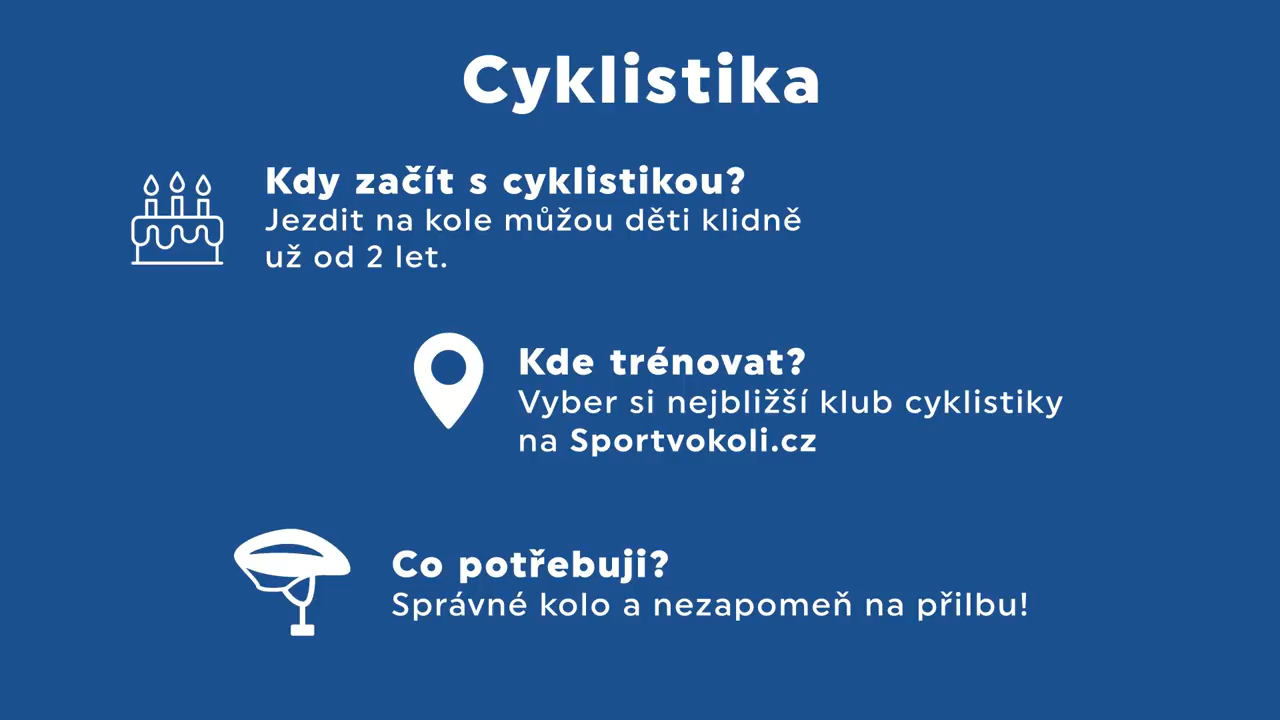 Cyklistika
Kdy začít s cyklistikou?
Jezdit na kole můžou děti klidně
už od 2 let.
Kde trénovat?
Vyber si nejbližší klub cyklistiky
na Sportvokoli.cz
Co potřebuji?
Správné kolo a nezapomeň na přilbu!